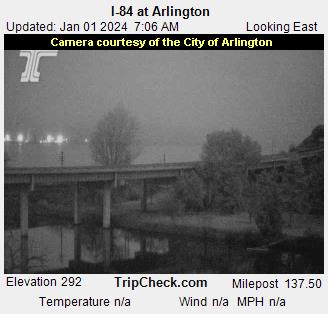 I-84 at Arlington
Updated: Jan 01 2024 7:06 AM Looking East
Camera courtesy of the City of Arlington
Elevation 292 TripCheck.com Milepost 137.50
Temperature n/a Wind n/a MPH n/a